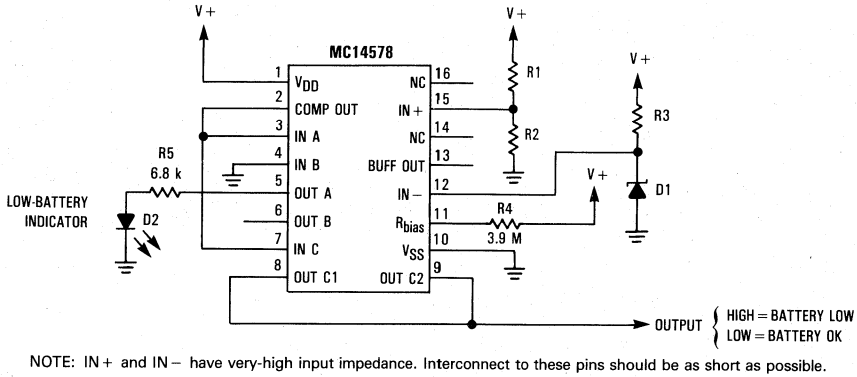 V+
V+
MC14578
V+
1
VDD
NC
16
R1
2
COMP OUT
IN+
15
R3
3
IN A
NC
14
R2
R5
6.8 k
4
IN B
BUFF OUT
13
V+
5
OUT A
IN−
12
D1
LOW-BATTERY
INDICATOR
D2
6
OUT B
Rbias
11
R4
3.9 M
7
IN C
VSS
10
8
OUT C1
OUT C2
9
OUTPUT
HIGH = BATTERY LOW
LOW = BATTERY OK
NOTE: IN+ and IN− have very-high input impedance. Interconnect to these pins should be as short as possible.